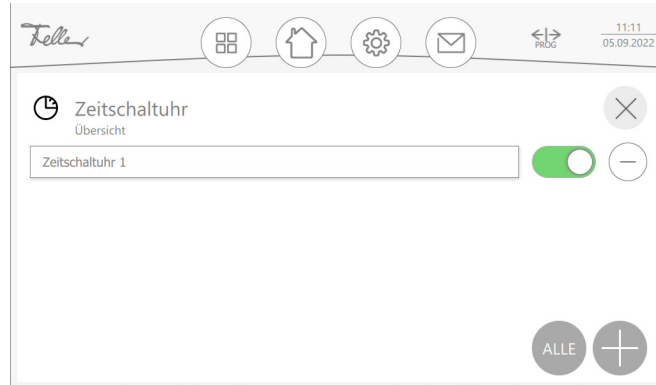 Feller
PROG
11:11
05.09.2022
Zeitschaltuhr
Übersicht
Zeitschaltuhr 1
ALLE